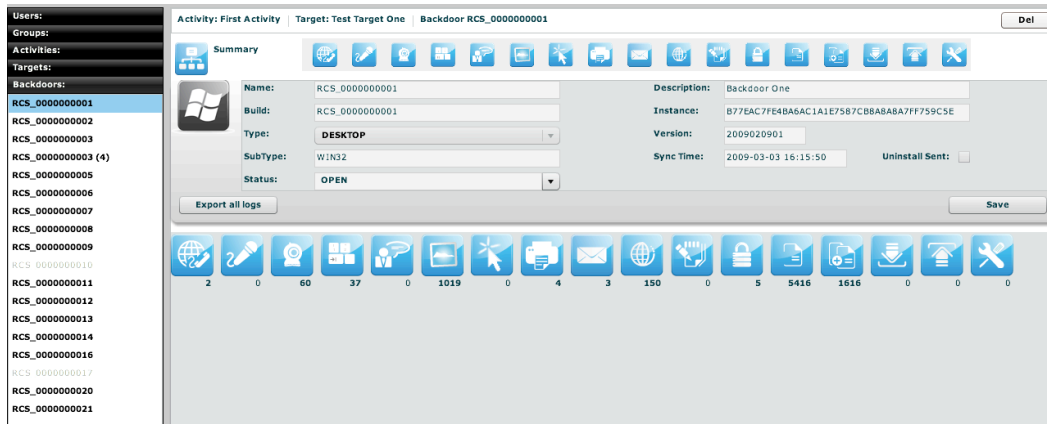 Users:
Groups:
Activities:
Targets:
Backdoors:
RCS_0000000001
RCS_0000000002
RCS_0000000003
RCS_0000000003 (4)
RCS_0000000005
RCS_0000000006
RCS_0000000007
RCS_0000000008
RCS_0000000009
RCS 0000000010
RCS_0000000011
RCS_0000000012
RCS_0000000013
RCS_0000000014
RCS_0000000016
RCS 0000000017
RCS_0000000020
RCS_0000000021
Activity: First Activity | Target: Test Target One | Backdoor RCS_0000000001
Del
Summary
Name: RCS_0000000001 Description: Backdoor One
Build: RCS_0000000001 Instance: B77EAC7FE4BA6AC1A1E7587CB8A8A8A7FF759C5E
Type: DESKTOP Version: 2009020901
SubType: WIN32 Sync Time: 2009-03-03 16:15:50 Uninstall Sent:
Status: OPEN
Export all logs Save
2 0 60 37 0 1019 0 4 3 150 0 5 5416 1616 0 0 0